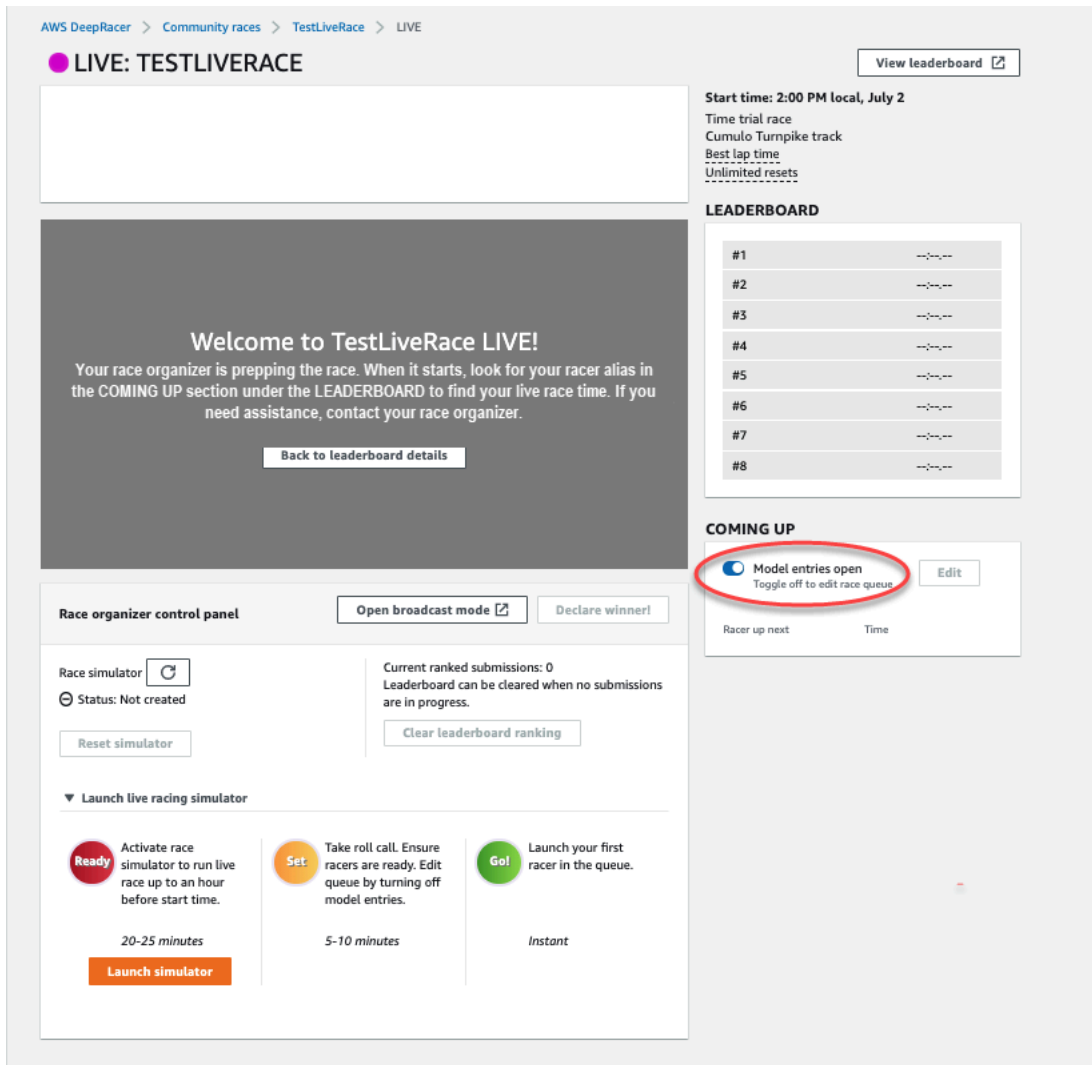 AWS DeepRacer > Community races > TestLiveRace > LIVE
LIVE: TESTLIVERACE
View leaderboard
Start time: 2:00 PM local, July 2
Time trial race
Cumulo Turnpike track
Best lap time
Unlimited resets
LEADERBOARD
#1 --:--.--
#2 --:--.--
#3 --:--.--
#4 --:--.--
#5 --:--.--
#6 --:--.--
#7 --:--.--
#8 --:--.--
Welcome to TestLiveRace LIVE!
Your race organizer is prepping the race. When it starts, look for your racer alias in
the COMING UP section under the LEADERBOARD to find your live race time. If you
need assistance, contact your race organizer.
Back to leaderboard details
COMING UP
Model entries open
Toggle off to edit race queue
Edit
Racer up next Time
Race organizer control panel
Open broadcast mode
Declare winner!
Race simulator
Status: Not created
Reset simulator
Current ranked submissions: 0
Leaderboard can be cleared when no submissions
are in progress.
Clear leaderboard ranking
Launch live racing simulator
Ready
Activate race
simulator to run live
race up to an hour
before start time.
20-25 minutes
Launch simulator
Set
Take roll call. Ensure
racers are ready. Edit
queue by turning off
model entries.
5-10 minutes
Go!
Launch your first
racer in the queue.
Instant